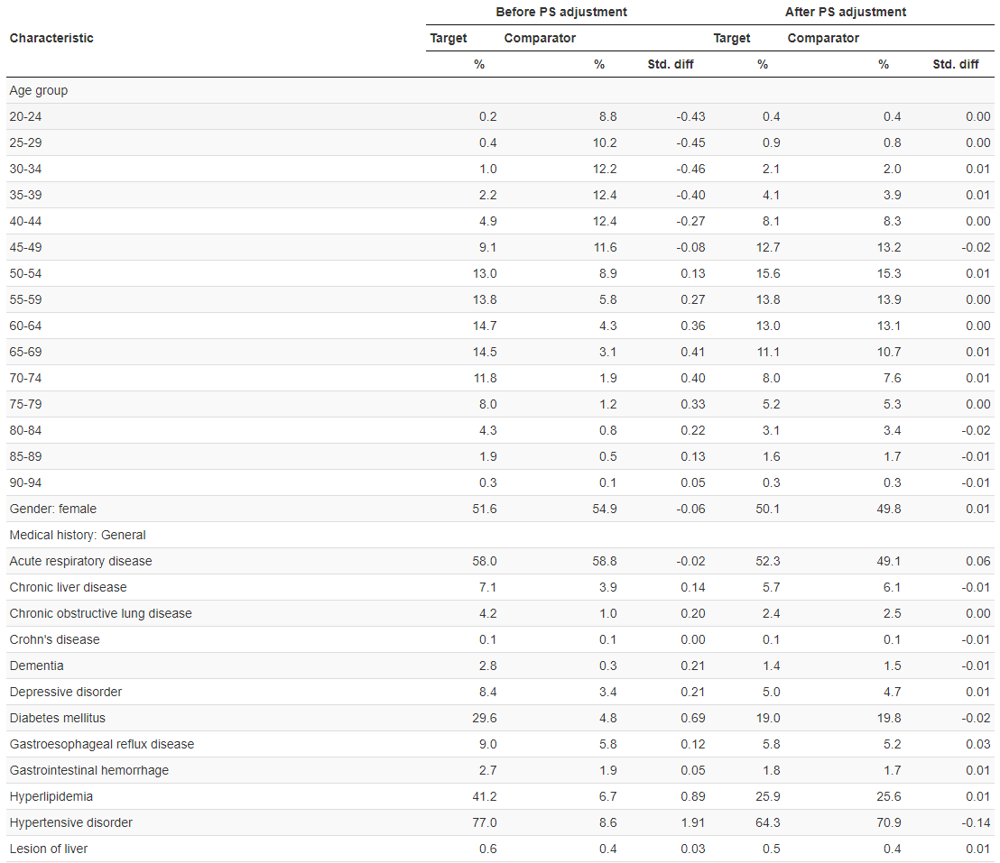 Before PS adjustment After PS adjustment
Characteristic Target Comparator Target Comparator
% % Std. diff % % Std. diff
Age group
20-24 0.2 8.8 -0.43 0.4 0.4 0.00
25-29 0.4 10.2 -0.45 0.9 0.8 0.00
30-34 1.0 12.2 -0.46 2.1 2.0 0.01
35-39 2.2 12.4 -0.40 4.1 3.9 0.01
40-44 4.9 12.4 -0.27 8.1 8.3 0.00
45-49 9.1 11.6 -0.08 12.7 13.2 -0.02
50-54 13.0 8.9 0.13 15.6 15.3 0.01
55-59 13.8 5.8 0.27 13.8 13.9 0.00
60-64 14.7 4.3 0.36 13.0 13.1 0.00
65-69 14.5 3.1 0.41 11.1 10.7 0.01
70-74 11.8 1.9 0.40 8.0 7.6 0.01
75-79 8.0 1.2 0.33 5.2 5.3 0.00
80-84 4.3 0.8 0.22 3.1 3.4 -0.02
85-89 1.9 0.5 0.13 1.6 1.7 -0.01
90-94 0.3 0.1 0.05 0.3 0.3 -0.01
Gender: female 51.6 54.9 -0.06 50.1 49.8 0.01
Medical history: General
Acute respiratory disease 58.0 58.8 -0.02 52.3 49.1 0.06
Chronic liver disease 7.1 3.9 0.14 5.7 6.1 -0.01
Chronic obstructive lung disease 4.2 1.0 0.20 2.4 2.5 0.00
Crohn's disease 0.1 0.1 0.00 0.1 0.1 -0.01
Dementia 2.8 0.3 0.21 1.4 1.5 -0.01
Depressive disorder 8.4 3.4 0.21 5.0 4.7 0.01
Diabetes mellitus 29.6 4.8 0.69 19.0 19.8 -0.02
Gastroesophageal reflux disease 9.0 5.8 0.12 5.8 5.2 0.03
Gastrointestinal hemorrhage 2.7 1.9 0.05 1.8 1.7 0.01
Hyperlipidemia 41.2 6.7 0.89 25.9 25.6 0.01
Hypertensive disorder 77.0 8.6 1.91 64.3 70.9 -0.14
Lesion of liver 0.6 0.4 0.03 0.5 0.4 0.01